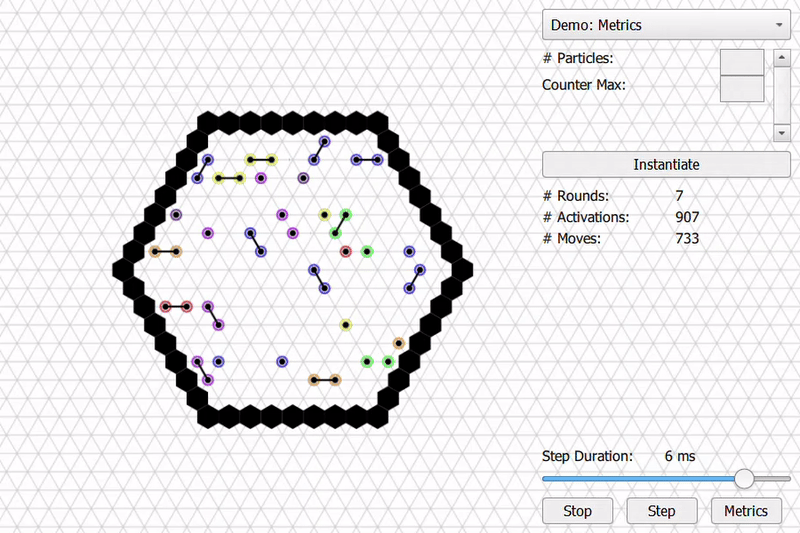 Demo: Metrics
# Particles:
Counter Max:
Instantiate
# Rounds: 7
# Activations: 907
# Moves: 733
Step Duration: 6 ms
Stop Step Metrics